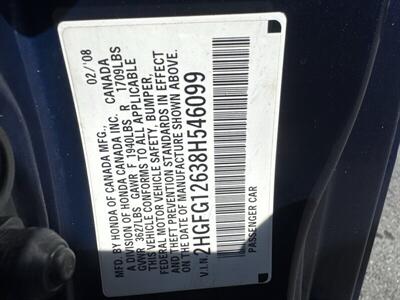 02/'08
MFD. BY HONDA OF CANADA MFG., CANADA
A DIVISION OF HONDA CANADA INC.
GVWR 3627LBS GAWR F 1940LBS R 1709LBS
THIS VEHICLE CONFORMS TO ALL APPLICABLE
FEDERAL MOTOR VEHICLE SAFETY, BUMPER,
AND THEFT PREVENTION STANDARDS IN EFFECT
ON THE DATE OF MANUFACTURE SHOWN ABOVE.
V.I.N. 2HGFG12638H546099
PASSENGER CAR